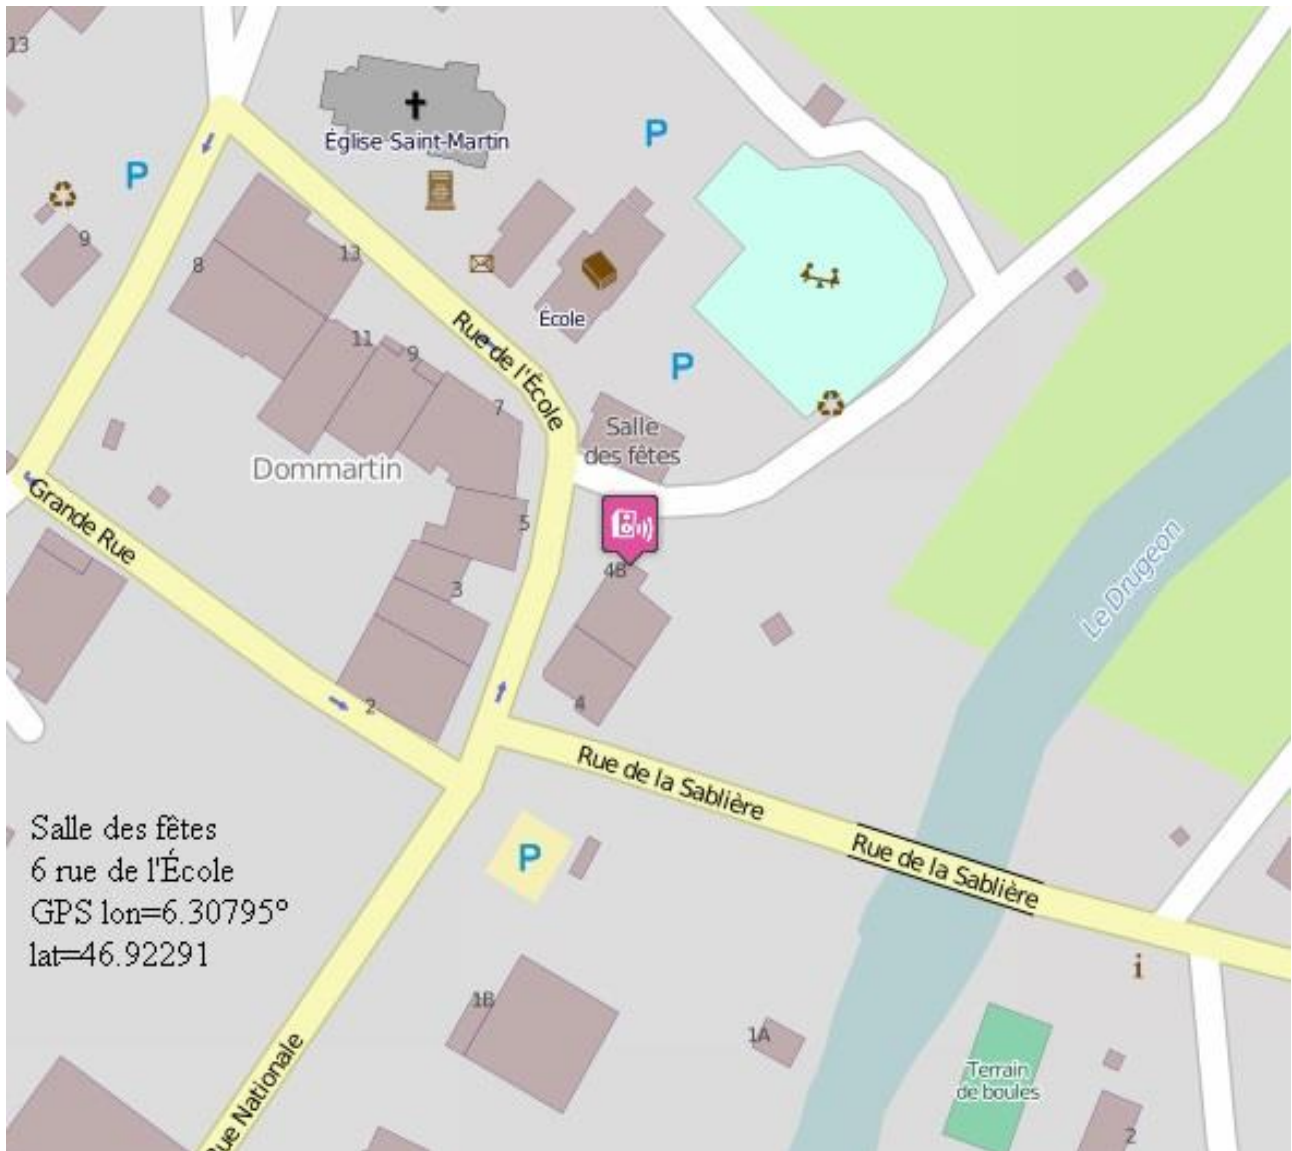 13
P
Église Saint-Martin
P
9
8
13
École
11
9
Rue de l'École
P
7
Salle
des fêtes
Dommartin
Grande Rue
5
4B
3
Le Drugeon
2
4
Rue de la Sablière
Rue de la Sablière
P
Salle des fêtes
6 rue de l'École
GPS lon=6.30795°
lat=46.92291
i
1B
1A
Terrain
de boules
Rue Nationale
2